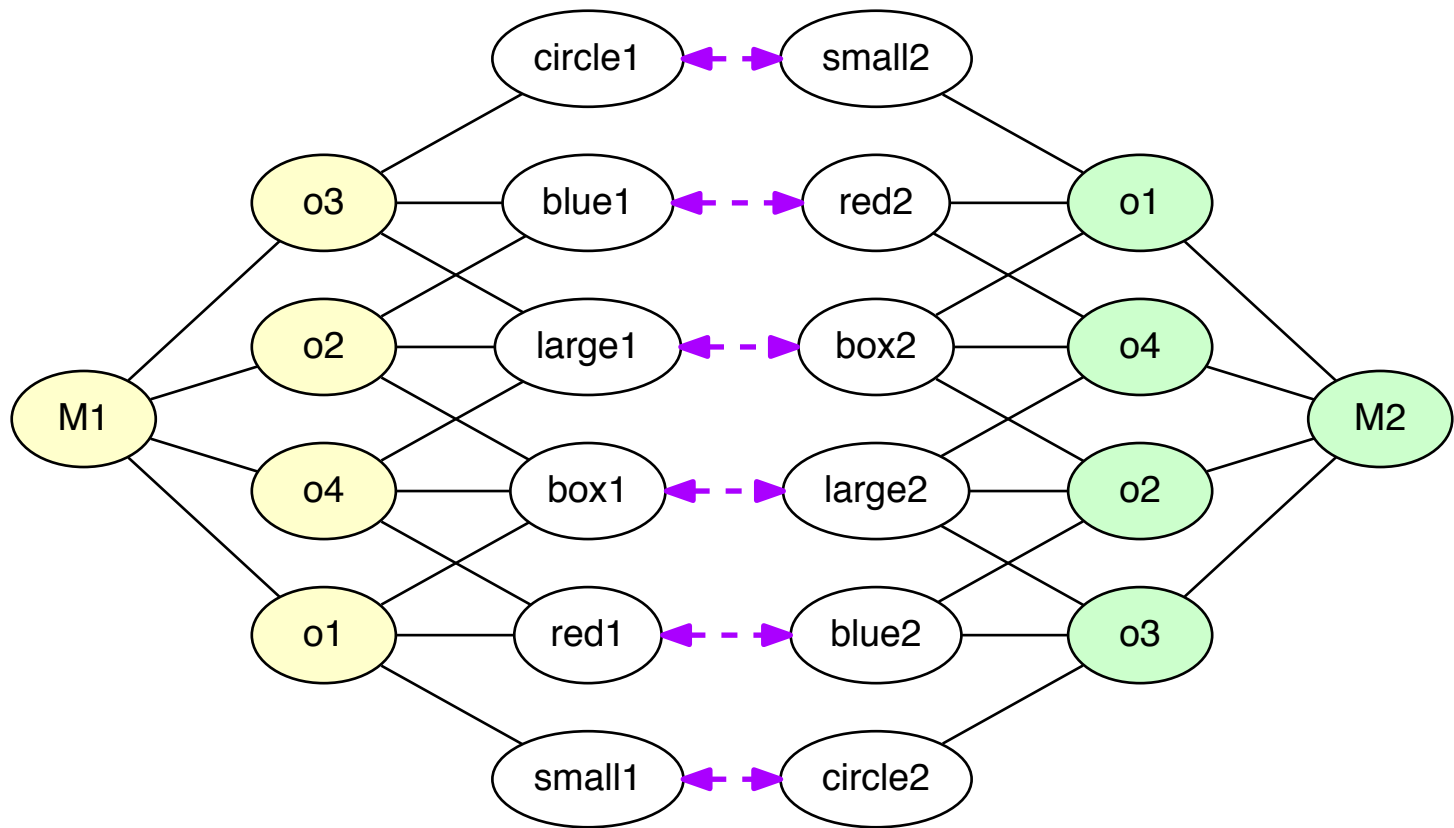 circle1 small2
o3 blue1 red2 o1
o2 large1 box2 o4
M1 M2
o4 box1 large2 o2
o1 red1 blue2 o3
small1 circle2